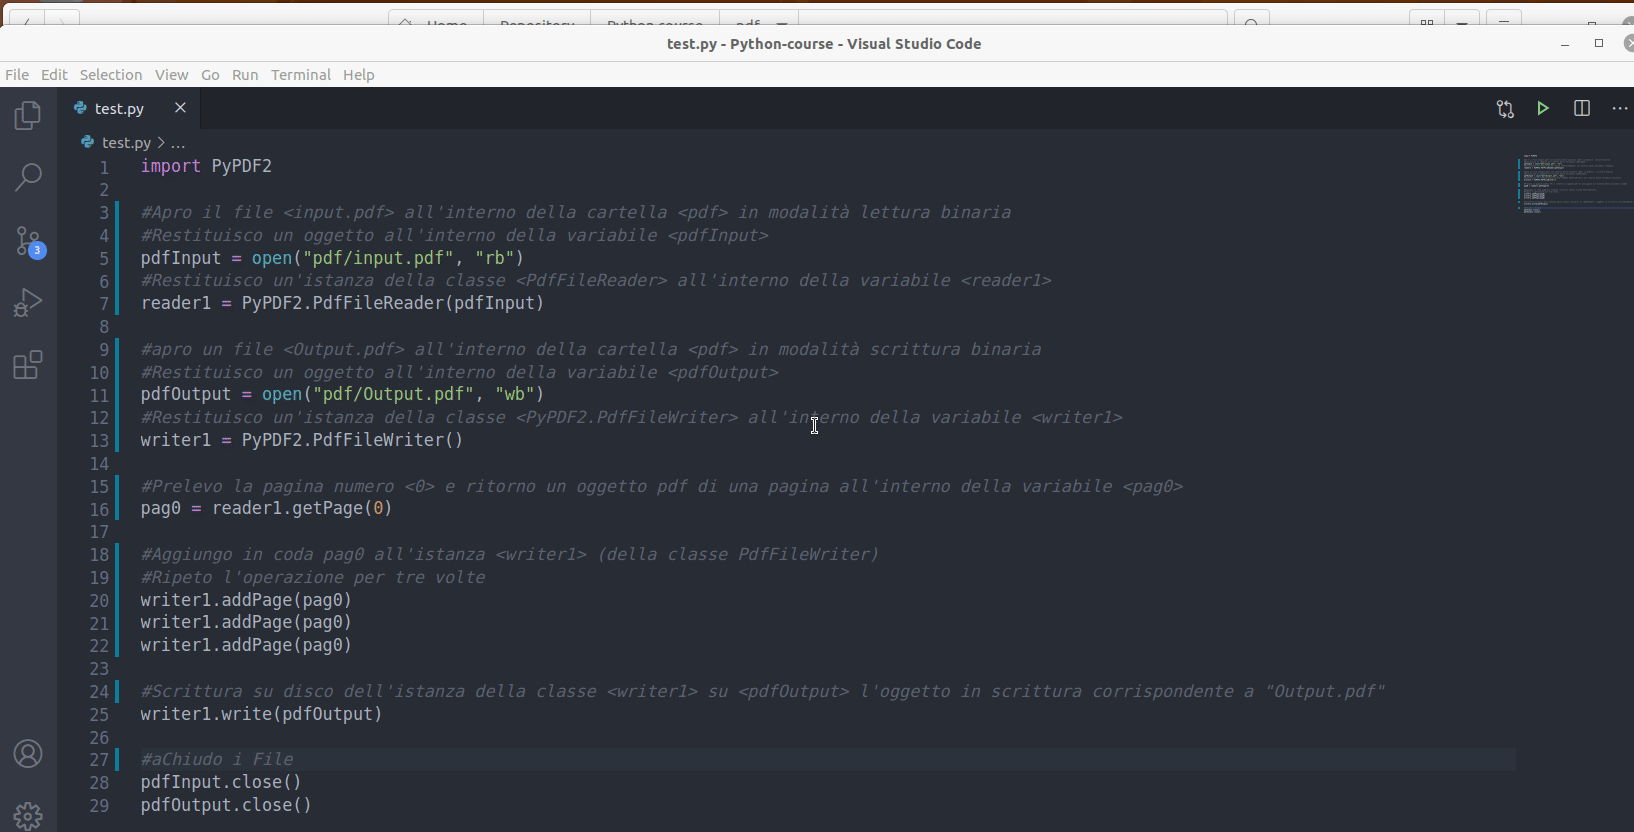 Home Repository Python-course pdf
test.py - Python-course - Visual Studio Code
File Edit Selection View Go Run Terminal Help
test.py
test.py > ...
1 import PyPDF2
2
3 #Apro il file <input.pdf> all'interno della cartella <pdf> in modalità lettura binaria
4 #Restituisco un oggetto all'interno della variabile <pdfInput>
5 pdfInput = open("pdf/input.pdf", "rb")
6 #Restituisco un'istanza della classe <PdfFileReader> all'interno della variabile <reader1>
7 reader1 = PyPDF2.PdfFileReader(pdfInput)
8
9 #apro un file <Output.pdf> all'interno della cartella <pdf> in modalità scrittura binaria
10 #Restituisco un oggetto all'interno della variabile <pdfOutput>
11 pdfOutput = open("pdf/Output.pdf", "wb")
12 #Restituisco un'istanza della classe <PyPDF2.PdfFileWriter> all'interno della variabile <writer1>
13 writer1 = PyPDF2.PdfFileWriter()
14
15 #Prelevo la pagina numero <0> e ritorno un oggetto pdf di una pagina all'interno della variabile <pag0>
16 pag0 = reader1.getPage(0)
17
18 #Aggiungo in coda pag0 all'istanza <writer1> (della classe PdfFileWriter)
19 #Ripeto l'operazione per tre volte
20 writer1.addPage(pag0)
21 writer1.addPage(pag0)
22 writer1.addPage(pag0)
23
24 #Scrittura su disco dell'istanza della classe <writer1> su <pdfOutput> l'oggetto in scrittura corrispondente a "Output.pdf"
25 writer1.write(pdfOutput)
26
27 #aChiudo i File
28 pdfInput.close()
29 pdfOutput.close()
3